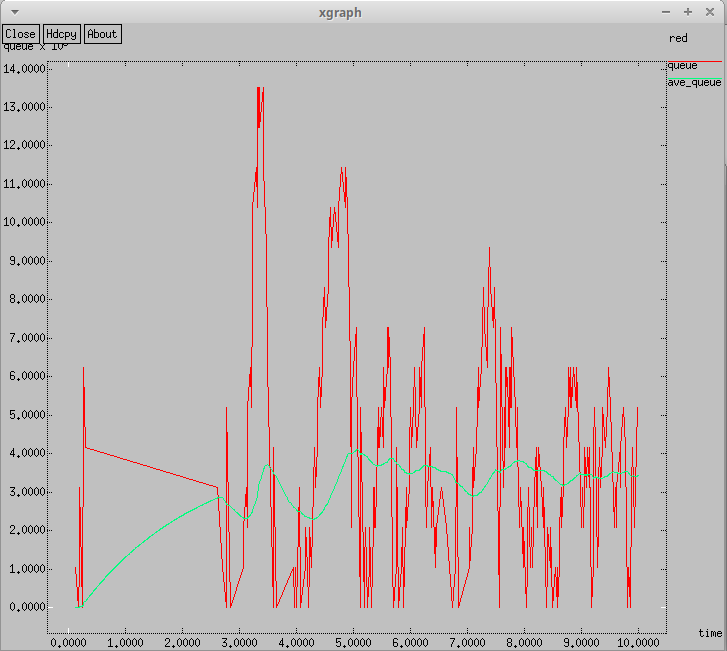 xgraph
Close Hdcpy About
queue x 10³
red
queue
ave_queue
14.0000
13.0000
12.0000
11.0000
10.0000
9.0000
8.0000
7.0000
6.0000
5.0000
4.0000
3.0000
2.0000
1.0000
0.0000
time
0.0000 1.0000 2.0000 3.0000 4.0000 5.0000 6.0000 7.0000 8.0000 9.0000 10.0000